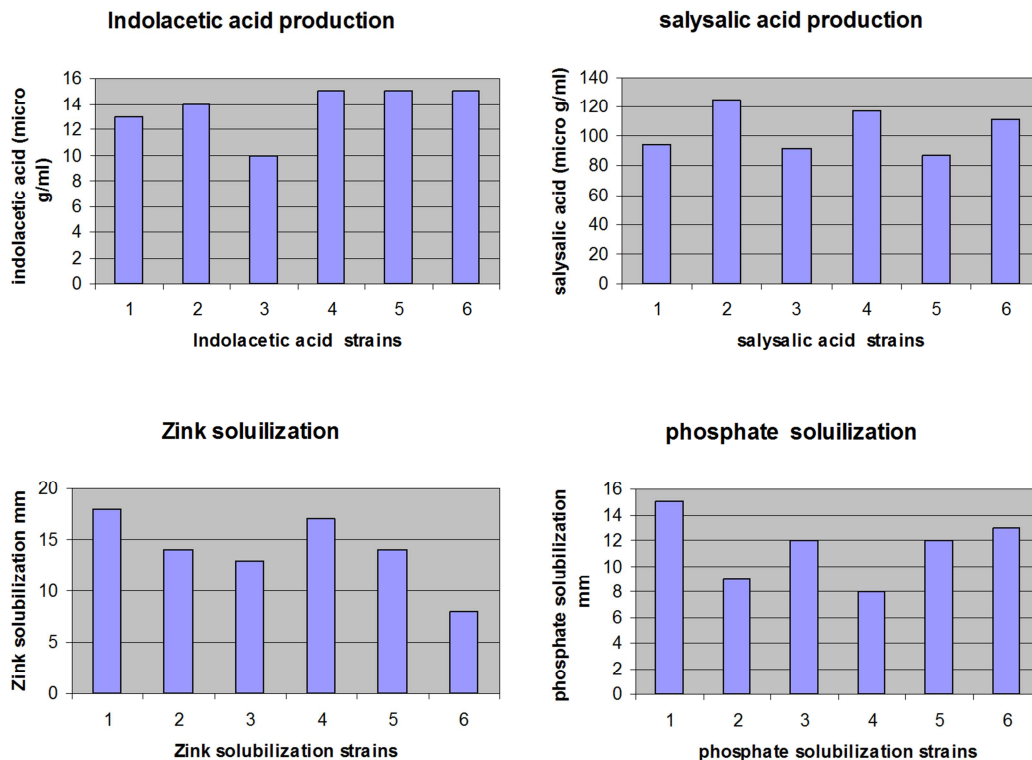 Indolacetic acid production
indolacetic acid (micro
g/ml)
16
14
12
10
8
6
4
2
0
1 2 3 4 5 6
Indolacetic acid strains
salysalic acid production
salysalic acid (micro g/ml)
140
120
100
80
60
40
20
0
1 2 3 4 5 6
salysalic acid strains
Zink soluilization
Zink solubilization mm
20
15
10
5
0
1 2 3 4 5 6
Zink solubilization strains
phosphate soluilization
phosphate solubilization
mm
16
14
12
10
8
6
4
2
0
1 2 3 4 5 6
phosphate solubilization strains